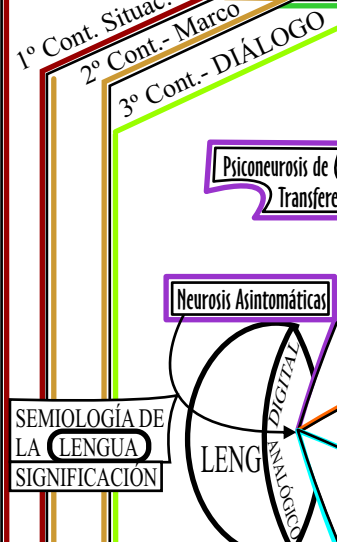 1º Cont. Situac.
2º Cont.- Marco
3º Cont.- DIÁLOGO
Psiconeurosis de (
Transfere
Neurosis Asintomáticas
DIGITAL
SEMIOLOGÍA DE
LA LENGUA
SIGNIFICACIÓN
LENG
ANALÓGICO